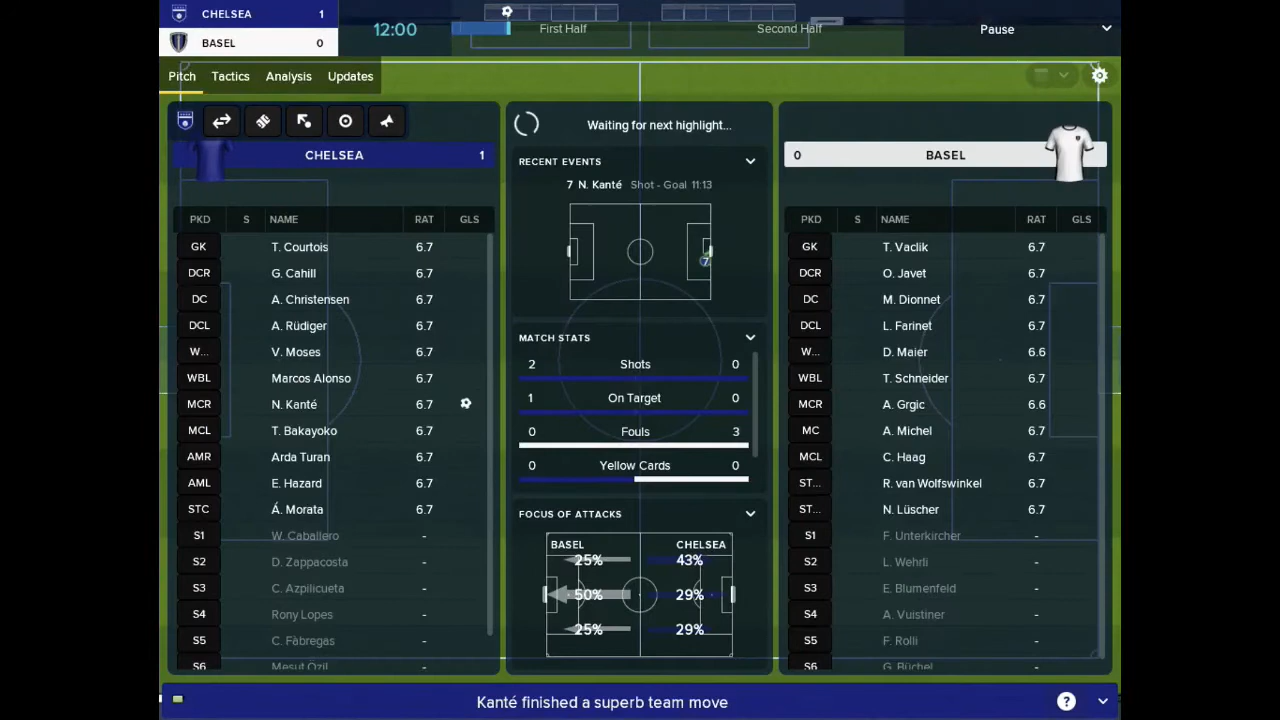 CHELSEA 1
BASEL 0
12:00
First Half
Second Half
Pause
Pitch Tactics Analysis Updates
CHELSEA 1
PKD S NAME RAT GLS
GK T. Courtois 6.7
DCR G. Cahill 6.7
DC A. Christensen 6.7
DCL A. Rüdiger 6.7
W... V. Moses 6.7
WBL Marcos Alonso 6.7
MCR N. Kanté 6.7
MCL T. Bakayoko 6.7
AMR Arda Turan 6.7
AML E. Hazard 6.7
STC Á. Morata 6.7
S1 W. Caballero -
S2 D. Zappacosta -
S3 C. Azpilicueta -
S4 Rony Lopes -
S5 C. Fàbregas -
S6 Mesut Özil -
Waiting for next highlight...
RECENT EVENTS
7 N. Kanté Shot - Goal 11:13
7
MATCH STATS
2 Shots 0
1 On Target 0
0 Fouls 3
0 Yellow Cards 0
FOCUS OF ATTACKS
BASEL CHELSEA
25% 43%
50% 29%
25% 29%
0 BASEL
PKD S NAME RAT GLS
GK T. Vaclik 6.7
DCR O. Javet 6.7
DC M. Dionnet 6.7
DCL L. Farinet 6.7
W... D. Maier 6.6
WBL T. Schneider 6.7
MCR A. Grgic 6.6
MC A. Michel 6.7
MCL C. Haag 6.7
ST... R. van Wolfswinkel 6.7
ST... N. Lüscher 6.7
S1 F. Unterkircher -
S2 L. Wehrli -
S3 E. Blumenfeld -
S4 A. Vuistiner -
S5 F. Rolli -
S6 G. Büchel -
Kanté finished a superb team move
?